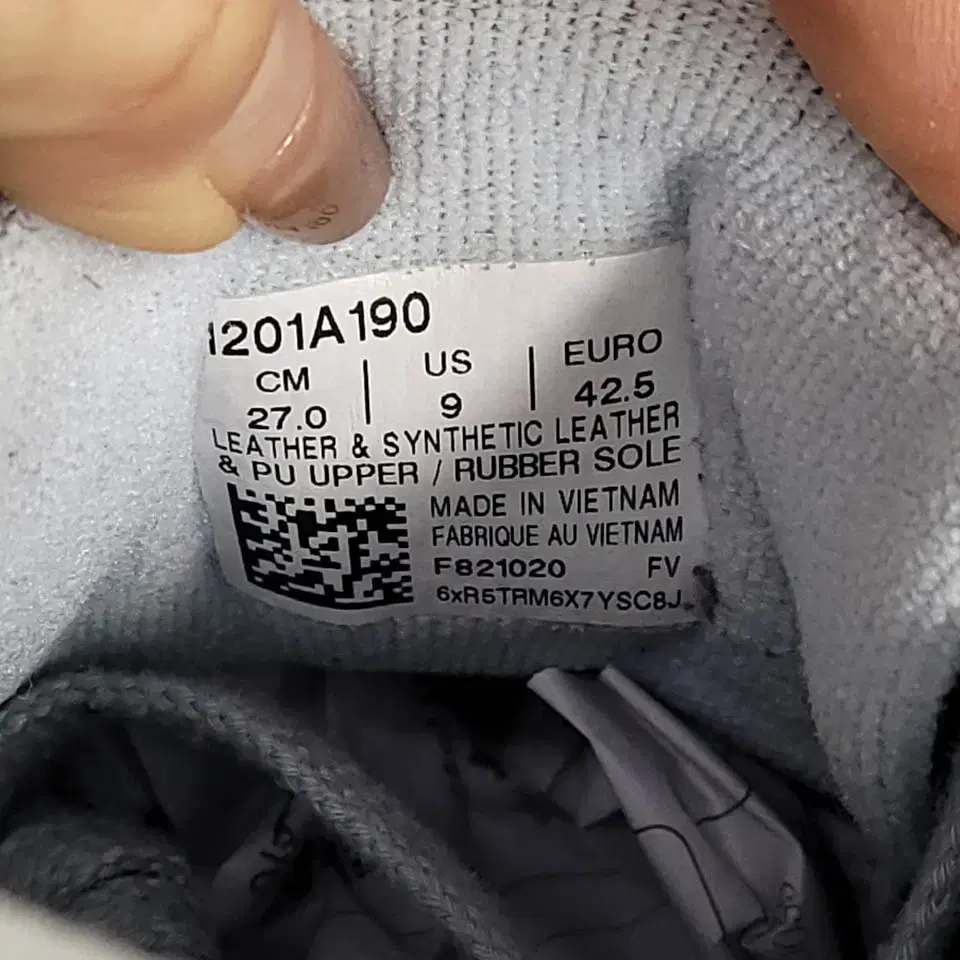 1201A190
CM | US | EURO
27.0 | 9 | 42.5
LEATHER & SYNTHETIC LEATHER
& PU UPPER / RUBBER SOLE
MADE IN VIETNAM
FABRIQUE AU VIETNAM
F821020 FV
6xR5TRM6X7YSC8J